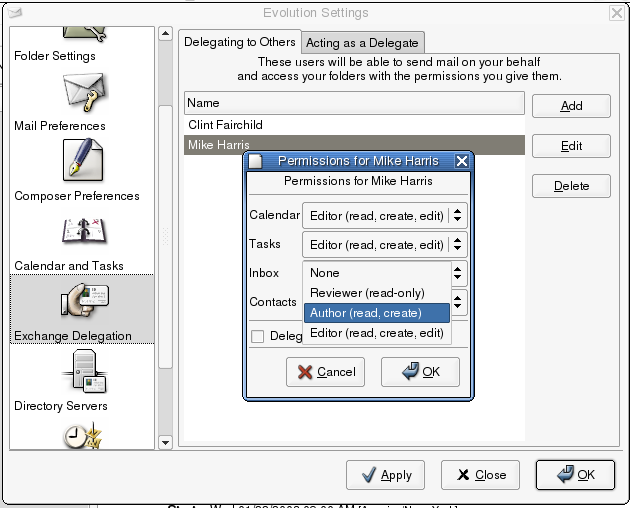 Evolution Settings
Folder Settings
Mail Preferences
Composer Preferences
Calendar and Tasks
Exchange Delegation
Directory Servers
Delegating to Others
Acting as a Delegate
These users will be able to send mail on your behalf
and access your folders with the permissions you give them.
Name
Clint Fairchild
Mike Harris
Add
Edit
Delete
Permissions for Mike Harris
Permissions for Mike Harris
Calendar Editor (read, create, edit)
Tasks Editor (read, create, edit)
Inbox
Contacts
None
Reviewer (read-only)
Author (read, create)
Editor (read, create, edit)
Deleg
Cancel
OK
Apply
Close
OK